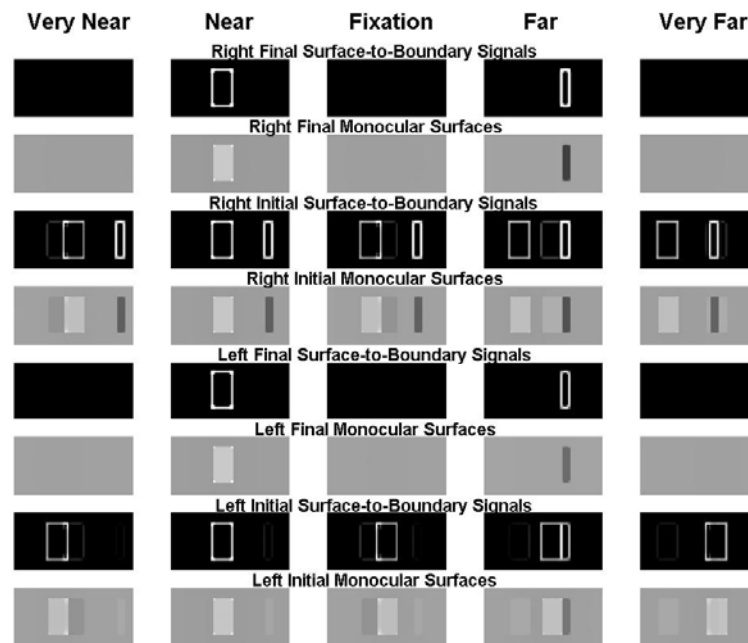 Very Near Near Fixation Far Very Far
Right Final Surface-to-Boundary Signals
Right Final Monocular Surfaces
Right Initial Surface-to-Boundary Signals
Right Initial Monocular Surfaces
Left Final Surface-to-Boundary Signals
Left Final Monocular Surfaces
Left Initial Surface-to-Boundary Signals
Left Initial Monocular Surfaces